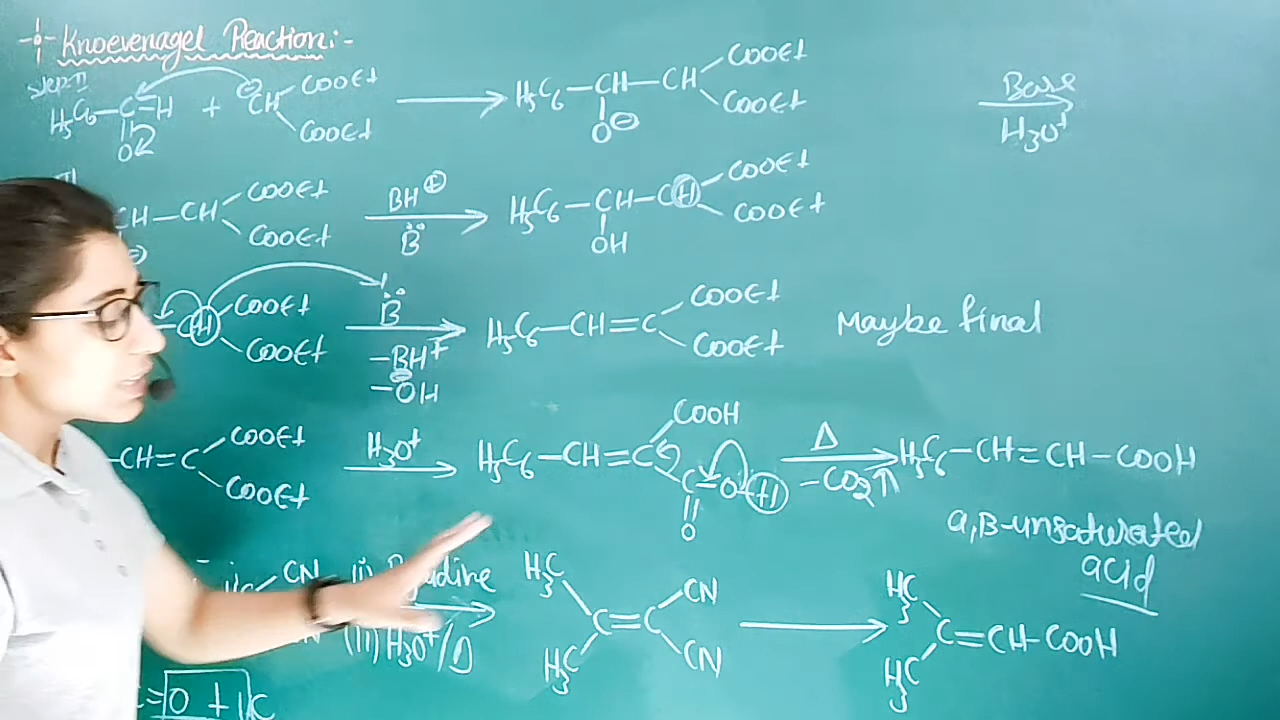 Knoevenagel Reaction:-
Step-II
H5C6—C—H + ⊖CH COOEt COOEt ⟶ H5C6—CH—CH COOEt COOEt Base H3O+
O O⊖
CH—CH COOEt COOEt BH⊕ B̈ ⟶ H5C6—CH—CH COOEt COOEt
OH
CH COOEt COOEt B̈ ⟶ H5C6—CH=C COOEt COOEt Maybe final
-BH+
-OH
CH=C COOEt COOEt H3O+ ⟶ H5C6—CH=C COOH C—O—H Δ -CO2↑ ⟶ H5C6—CH=CH—COOH
O
α,β-unsaturated
acid
CN (i) H3C CN H3C
(ii) H3O+/Δ ⟶ C=C ⟶ C=CH—COOH
H3C CN H3C
=O +